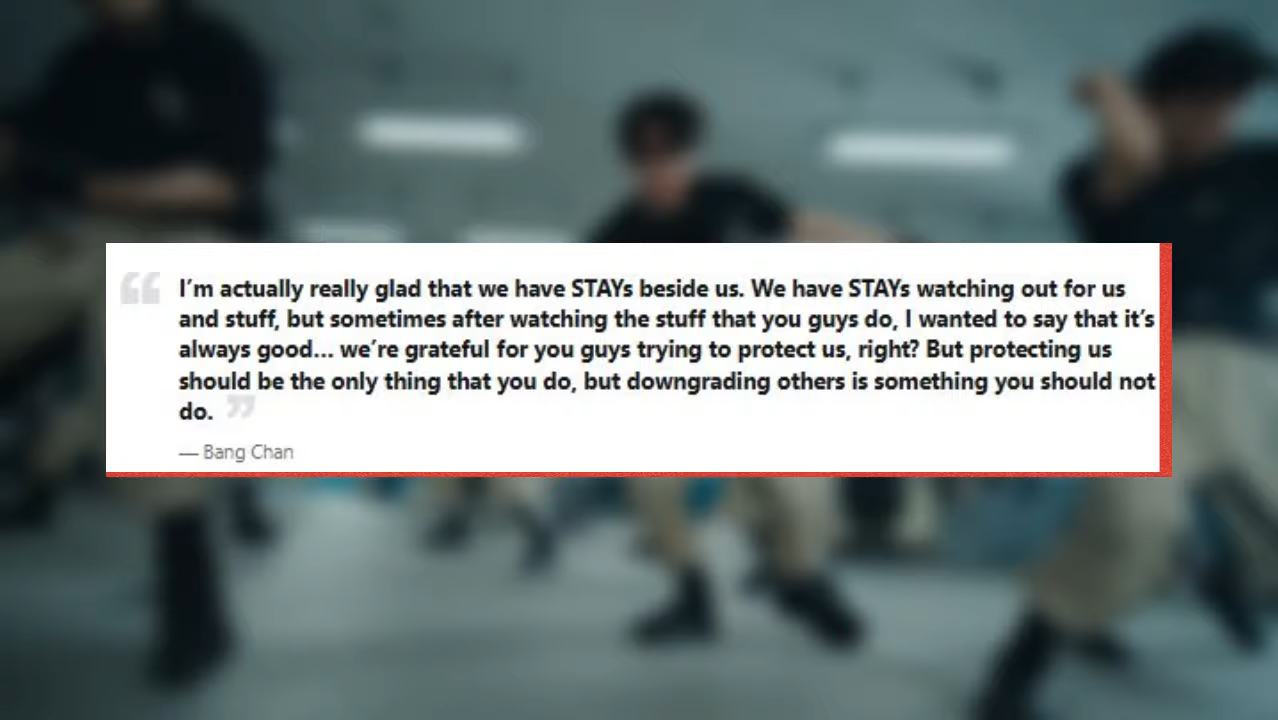 “ I’m actually really glad that we have STAYs beside us. We have STAYs watching out for us
and stuff, but sometimes after watching the stuff that you guys do, I wanted to say that it’s
always good... we’re grateful for you guys trying to protect us, right? But protecting us
should be the only thing that you do, but downgrading others is something you should not
do. ”
— Bang Chan